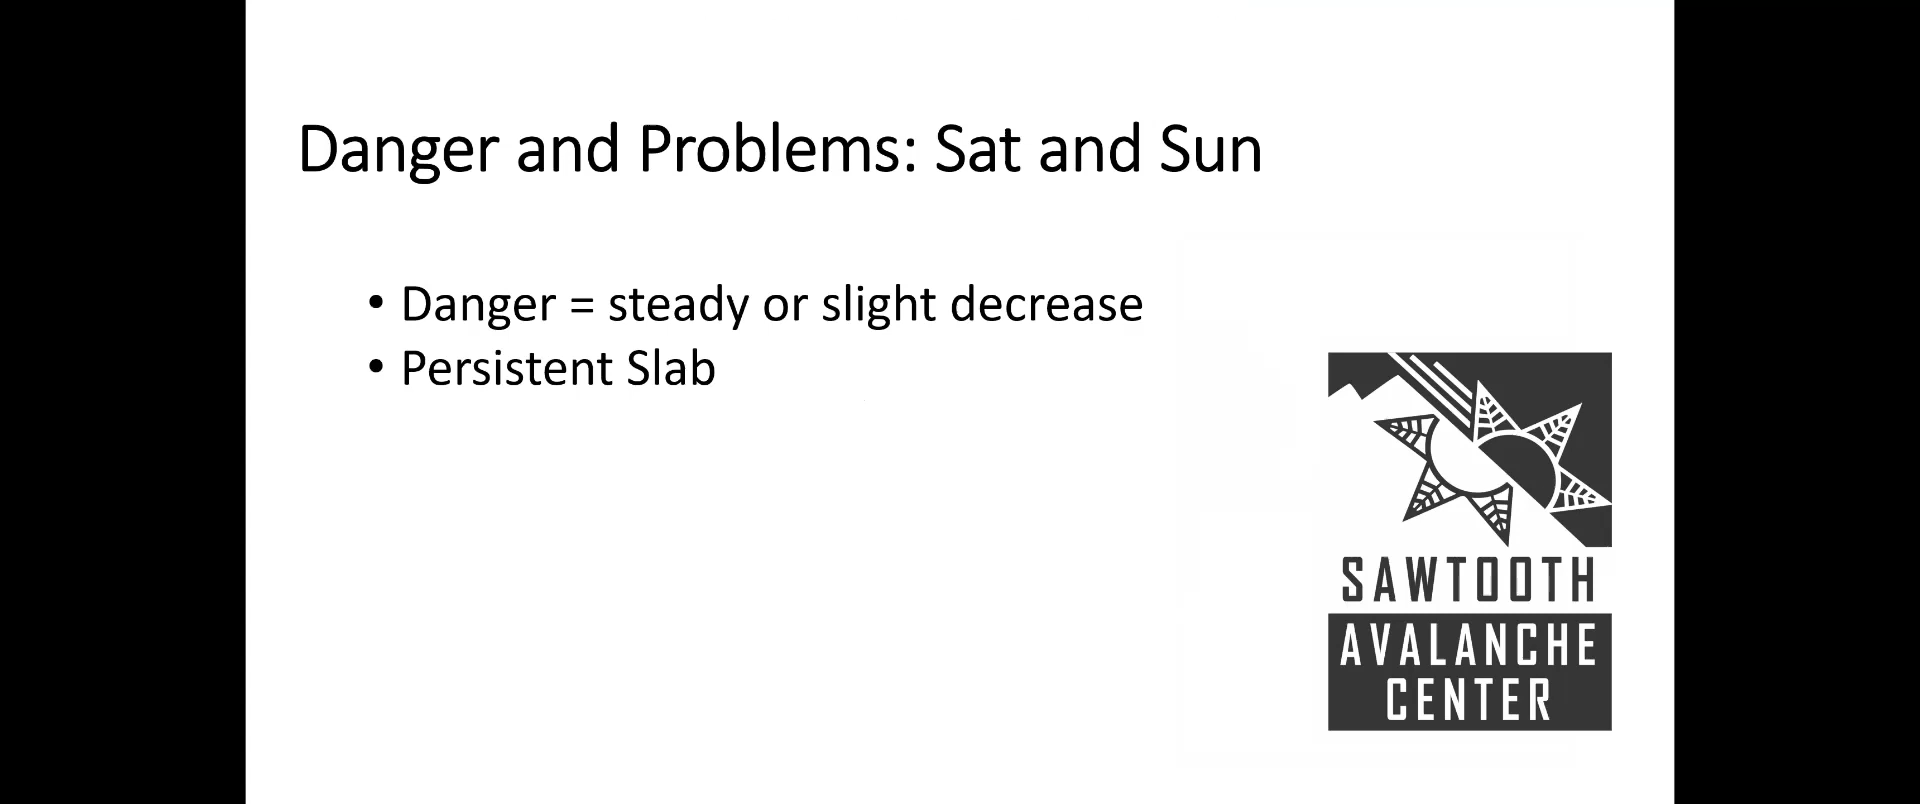 Danger and Problems: Sat and Sun
• Danger = steady or slight decrease
• Persistent Slab
SAWTOOTH
AVALANCHE
CENTER